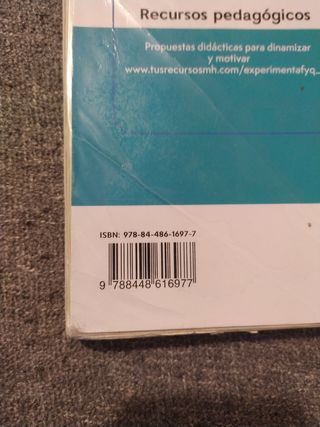 Recursos pedagógicos
Propuestas didácticas para dinamizar
y motivar
www.tusrecursosmh.com/experimentafyq...
ISBN: 978-84-486-1697-7
9 788448 616977